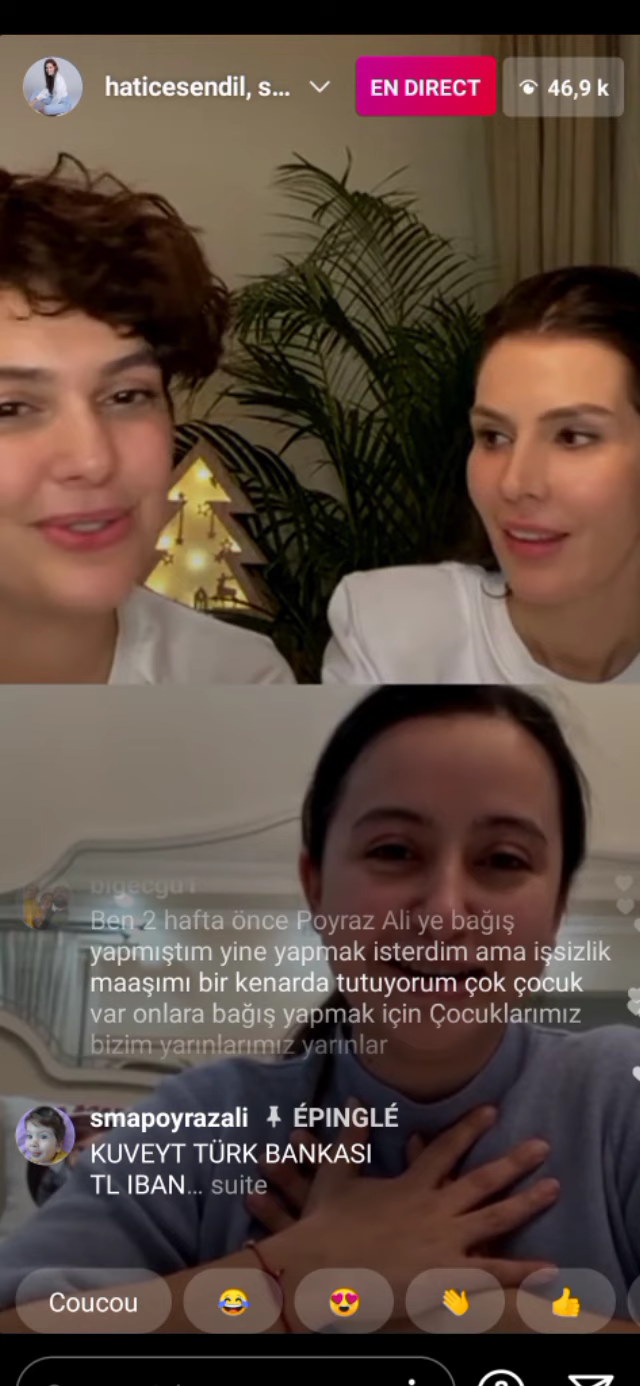 haticesendil, s...
EN DIRECT
46,9 k
Ben 2 hafta önce Poyraz Ali ye bağış
yapmıştım yine yapmak isterdim ama işsizlik
maaşımı bir kenarda tutuyorum çok çocuk
var onlara bağış yapmak için Çocuklarımız
bizim yarınlarımız yarınlar
smapoyrazali ÉPINGLÉ
KUVEYT TÜRK BANKASI
TL IBAN... suite
Coucou